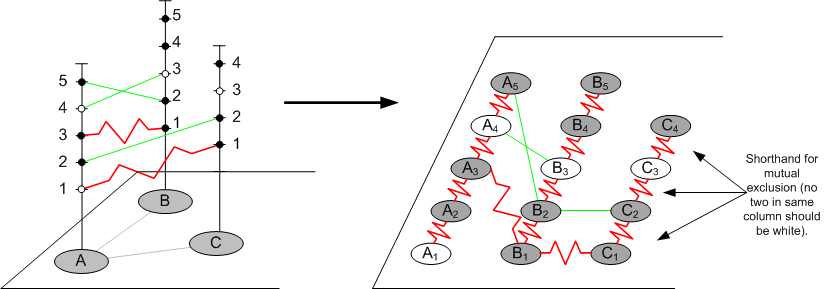 5
4
3
2
1
5
4
3
2
1
4
3
2
1
A
B
C
A5
A4
A3
A2
A1
B5
B4
B3
B2
B1
C4
C3
C2
C1
Shorthand for
mutual
exclusion (no
two in same
column should
be white).